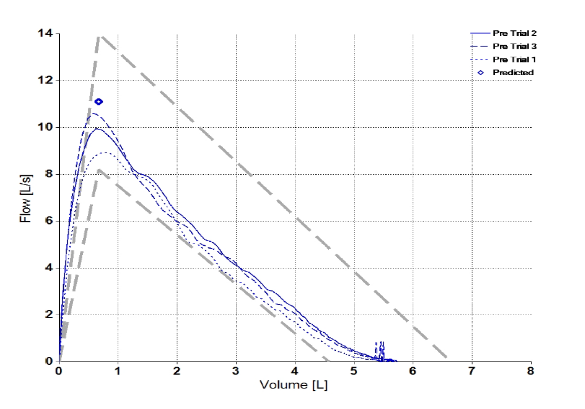 14
12
10
8
6
4
2
0
Flow [L/s]
Pre Trial 2
Pre Trial 3
Pre Trial 1
Predicted
0 1 2 3 4 5 6 7 8
Volume [L]